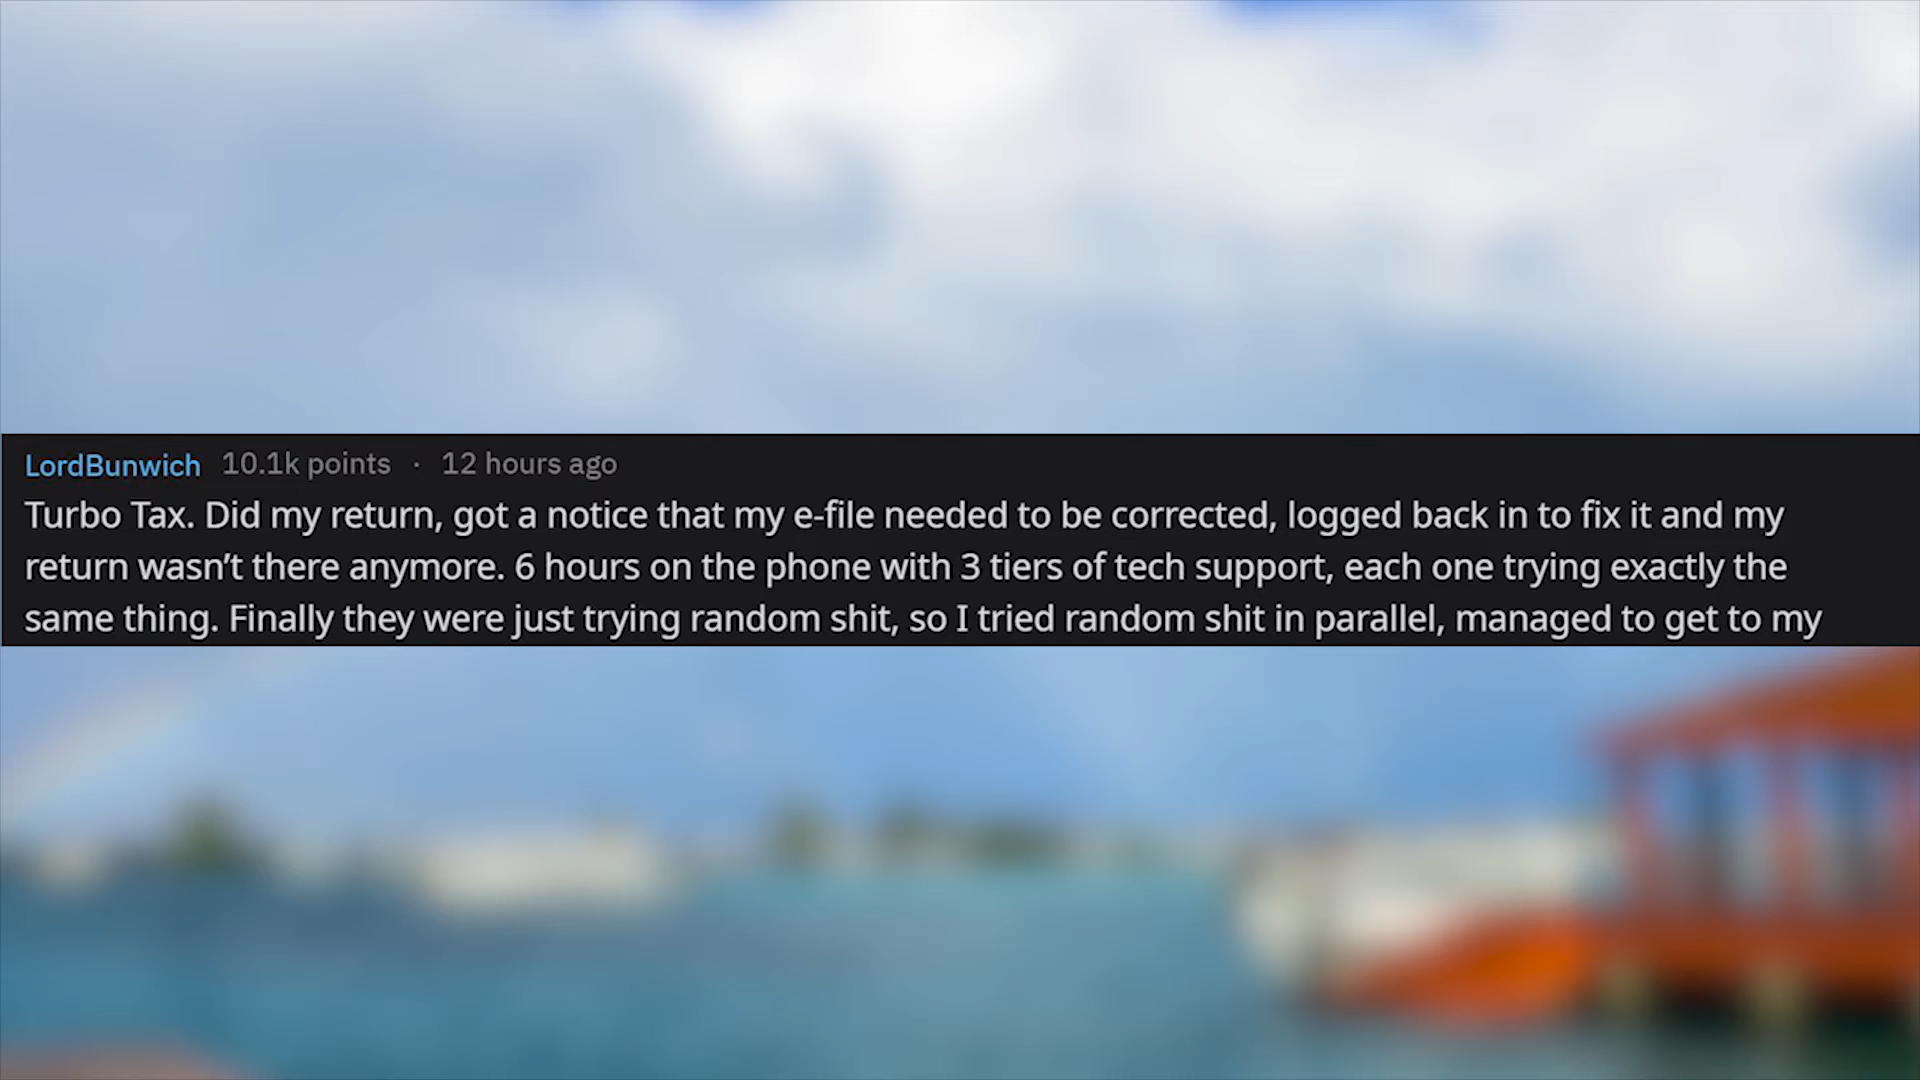 LordBunwich 10.1k points · 12 hours ago
Turbo Tax. Did my return, got a notice that my e-file needed to be corrected, logged back in to fix it and my
return wasn’t there anymore. 6 hours on the phone with 3 tiers of tech support, each one trying exactly the
same thing. Finally they were just trying random shit, so I tried random shit in parallel, managed to get to my